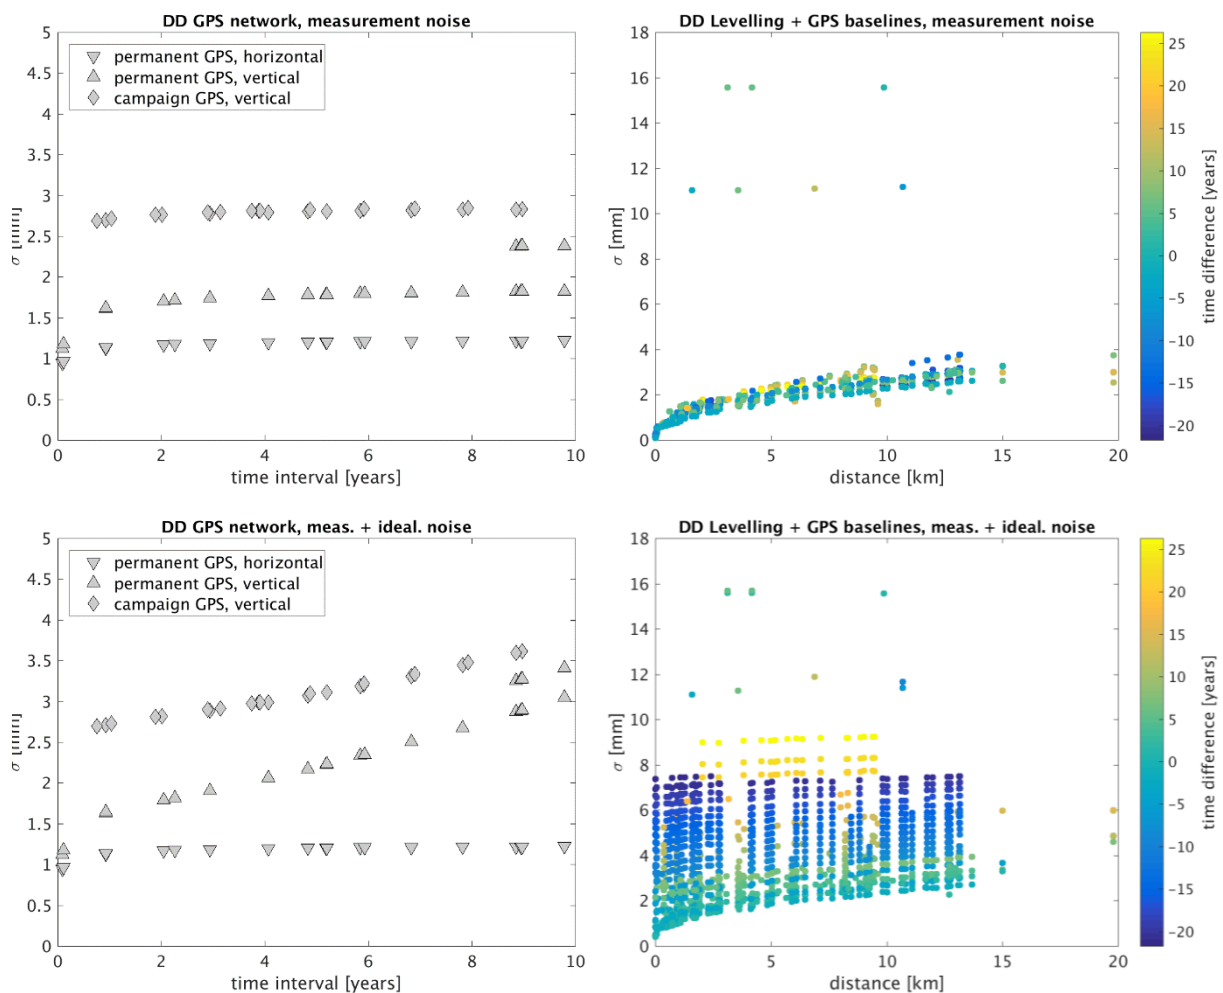 DD GPS network, measurement noise
5
4.5
4
3.5
3
2.5
2
1.5
1
0.5
0
σ [mm]
permanent GPS, horizontal
permanent GPS, vertical
campaign GPS, vertical
0 2 4 6 8 10
time interval [years]
DD Levelling + GPS baselines, measurement noise
18
16
14
12
10
8
6
4
2
0
σ [mm]
0 5 10 15 20
distance [km]
25
20
15
10
5
0
−5
−10
−15
−20
time difference [years]
DD GPS network, meas. + ideal. noise
5
4.5
4
3.5
3
2.5
2
1.5
1
0.5
0
σ [mm]
permanent GPS, horizontal
permanent GPS, vertical
campaign GPS, vertical
0 2 4 6 8 10
time interval [years]
DD Levelling + GPS baselines, meas. + ideal. noise
18
16
14
12
10
8
6
4
2
0
σ [mm]
0 5 10 15 20
distance [km]
25
20
15
10
5
0
−5
−10
−15
−20
time difference [years]